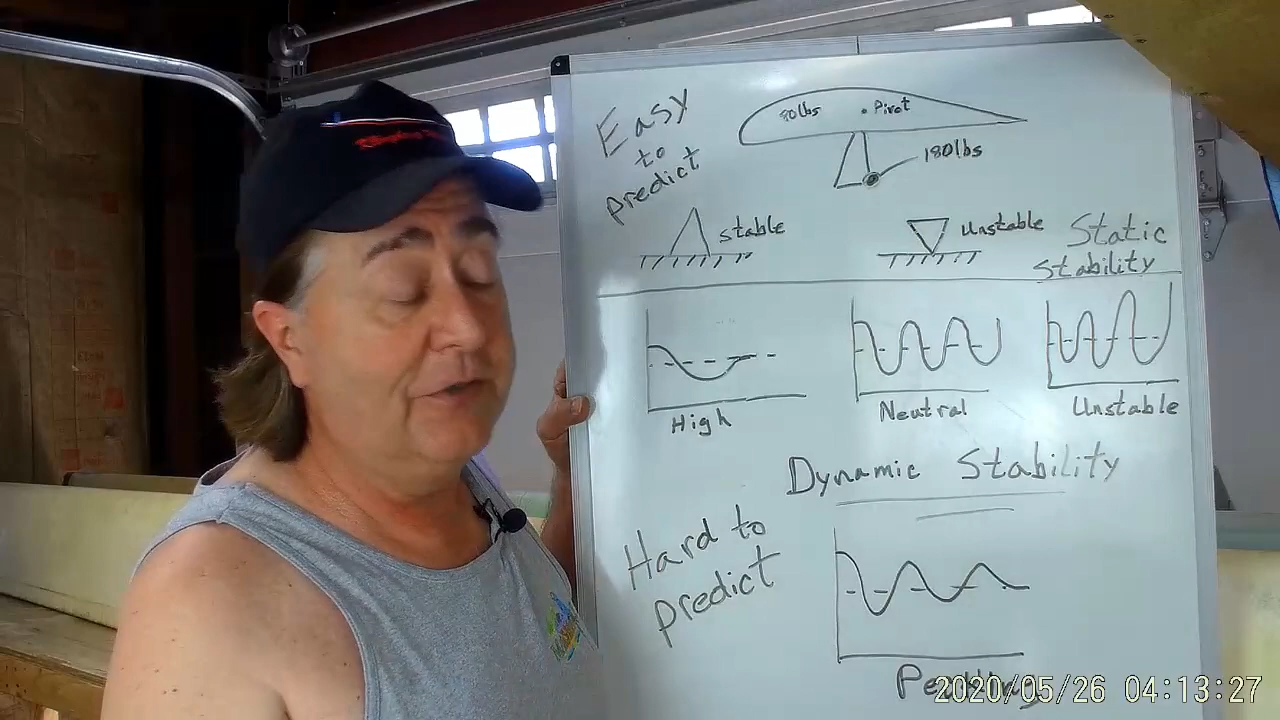 Easy
to
predict
80lbs
• Pivot
180lbs
stable
Unstable
Static
Stability
High
Neutral
Unstable
Dynamic Stability
Hard to
predict
2020/05/26 04:13:27